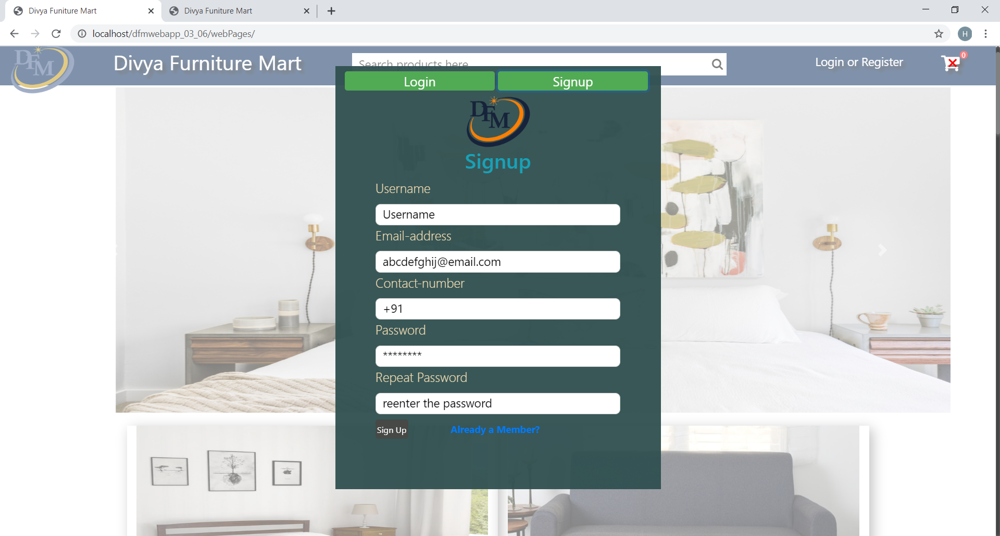 Divya Funiture Mart
Divya Funiture Mart
localhost/dfmwebapp_03_06/webPages/
H
DFM
Divya Furniture Mart
Search products here
Login or Register
0
Login
Signup
DFM
Signup
Username
Username
Email-address
abcdefghij@email.com
Contact-number
+91
Password
********
Repeat Password
reenter the password
Sign Up
Already a Member?